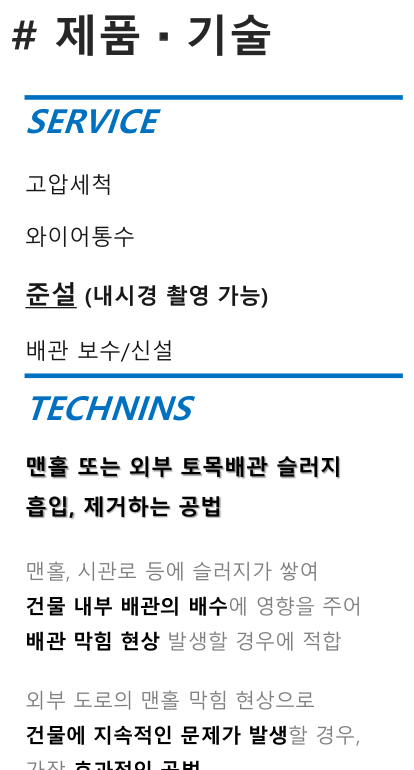 # 제품 ▪ 기술
SERVICE
고압세척
와이어통수
준설 (내시경 촬영 가능)
배관 보수/신설
TECHNINS
맨홀 또는 외부 토목배관 슬러지
흡입, 제거하는 공법
맨홀, 시관로 등에 슬러지가 쌓여
건물 내부 배관의 배수에 영향을 주어
배관 막힘 현상 발생할 경우에 적합
외부 도로의 맨홀 막힘 현상으로
건물에 지속적인 문제가 발생할 경우,
가장 효과적인 공법